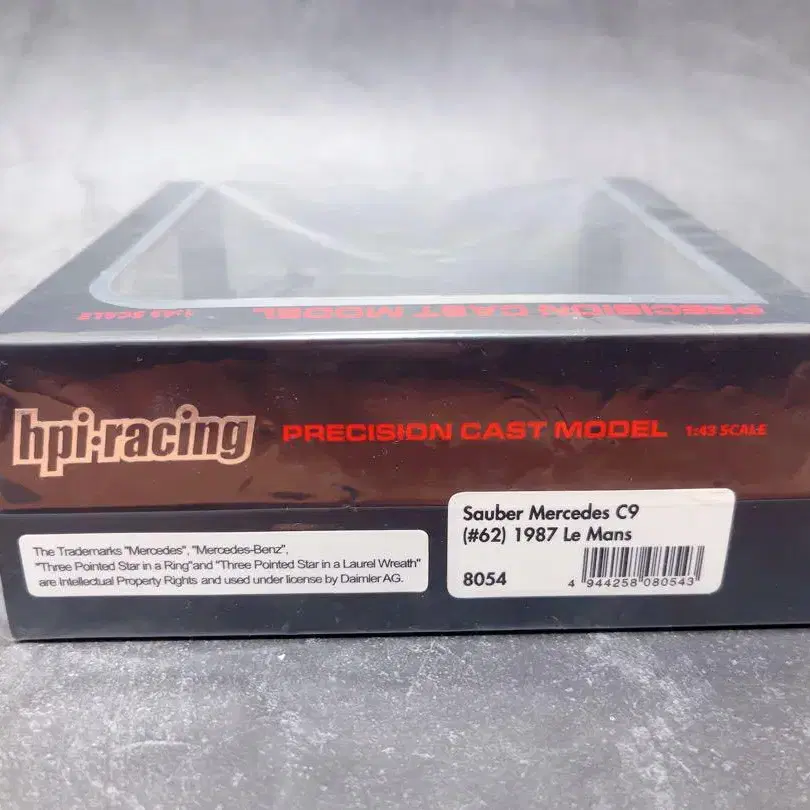 1:43 SCALE PRECISION CAST MODEL
hpi·racing PRECISION CAST MODEL 1:43 SCALE
The Trademarks "Mercedes", "Mercedes-Benz",
"Three Pointed Star in a Ring"and "Three Pointed Star in a Laurel Wreath"
are Intellectual Property Rights and used under license by Daimler AG.
Sauber Mercedes C9
(#62) 1987 Le Mans
8054
4 944258 080543